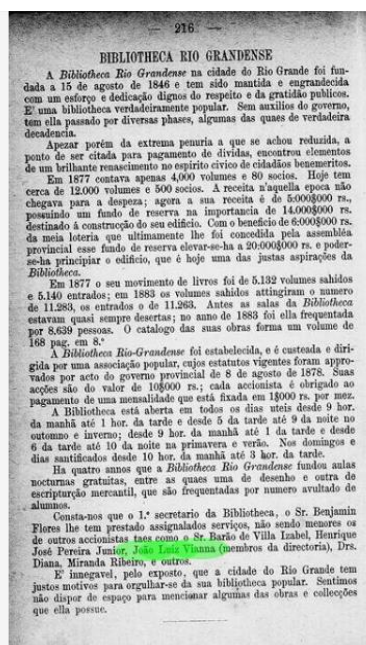 216 —
BIBLIOTHECA RIO GRANDENSE
A Bibliotheca Rio Grandense na cidade do Rio Grande foi fun-
dada a 15 de agosto de 1846 e tem sido mantida e engrandecida
com um esforço e dedicação dignos do respeito e da gratidão publicos.
E' uma bibliotheca verdadeiramente popular. Sem auxilios do governo,
tem ella passado por diversas phases, algumas das quaes de verdadeira
decadencia.
Apezar porém da extrema penuria a que se achou reduzida, a
ponto de ser citada para pagamento de dividas, encontrou elementos
de um brilhante renascimento no espirito civico de cidadãos benemeritos.
Em 1877 contava apenas 4,000 volumes e 80 socios. Hoje tem
cerca de 12.000 volumes e 500 socios. A receita n'aquella epoca não
chegava para a despeza; agora a sua receita é de 5:000$000 rs.,
possuindo um fundo de reserva na importancia de 14.000$000 rs.
destinado á construcção do seu edificio. Com o beneficio de 6:000$000 rs.
da meia loteria que ultimamente lhe foi concedida pela assembléa
provincial esse fundo de reserva elevar-se-ha a 20:000$000 rs. e poder-
se-ha principiar o edificio, que é hoje uma das justas aspirações da
Bibliotheca.
Em 1877 o seu movimento de livros foi de 5.132 volumes sahidos
e 5.140 entrados; em 1883 os volumes sahidos attingiram o numero
de 11.283, os entrados o de 11.263. Antes as salas da Bibliotheca
estavam quasi sempre desertas; no anno de 1883 foi ella frequentada
por 8.639 pessoas. O catalogo das suas obras forma um volume de
168 pag. em 8.º
A Bibliotheca Rio-Grandense foi estabelecida, e é custeada e diri-
gida por uma associação popular, cujos estatutos vigentes foram appro-
vados por acto do governo provincial de 8 de agosto de 1878. Suas
acções são do valor de 10$000 rs.; cada accionista é obrigado ao
pagamento de uma mensalidade que está fixada em 1$000 rs. por mez.
A Bibliotheca está aberta em todos os dias uteis desde 9 hor.
da manhã até 1 hor. da tarde e desde 5 da tarde até 9 da noite no
outomno e inverno; desde 9 hor. da manhã até 1 da tarde e desde
6 da tarde até 10 da noite na primavera e verão. Nos domingos e
dias santificados desde 10 hor. da manhã até 3 hor. da tarde.
Ha quatro annos que a Bibliotheca Rio Grandense fundou aulas
nocturnas gratuitas, entre as quaes uma de desenho e outra de
escripturção mercantil, que são frequentadas por numero avultado de
alumnos.
Consta-nos que o 1.º secretario da Bibliotheca, o Sr. Benjamin
Flores lhe tem prestado assignalados serviços, não sendo menores os
de outros accionistas taes como o Sr. Barão de Villa Izabel, Henrique
José Pereira Junior, João Luiz Vianna (membros da directoria), Drs.
Diana, Miranda Ribeiro, e outros.
E' innegavel, pelo exposto, que a cidade do Rio Grande tem
justos motivos para orgulhar-se da sua bibliotheca popular. Sentimos
não dispor de espaço para mencionar algumas das obras e collecções
que ella possue.